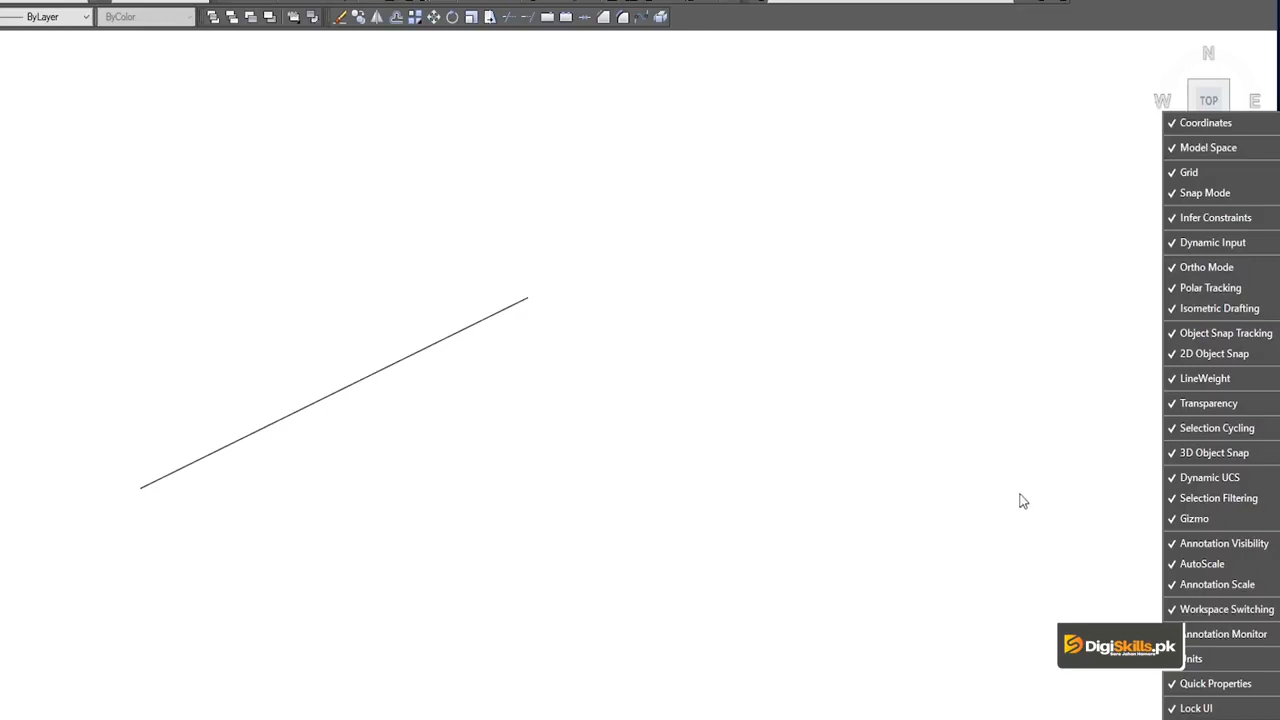 ByLayer
ByColor
N
W
TOP
E
Coordinates
Model Space
Grid
Snap Mode
Infer Constraints
Dynamic Input
Ortho Mode
Polar Tracking
Isometric Drafting
Object Snap Tracking
2D Object Snap
LineWeight
Transparency
Selection Cycling
3D Object Snap
Dynamic UCS
Selection Filtering
Gizmo
Annotation Visibility
AutoScale
Annotation Scale
Workspace Switching
Annotation Monitor
DigiSkills.pk
Units
Quick Properties
Lock UI